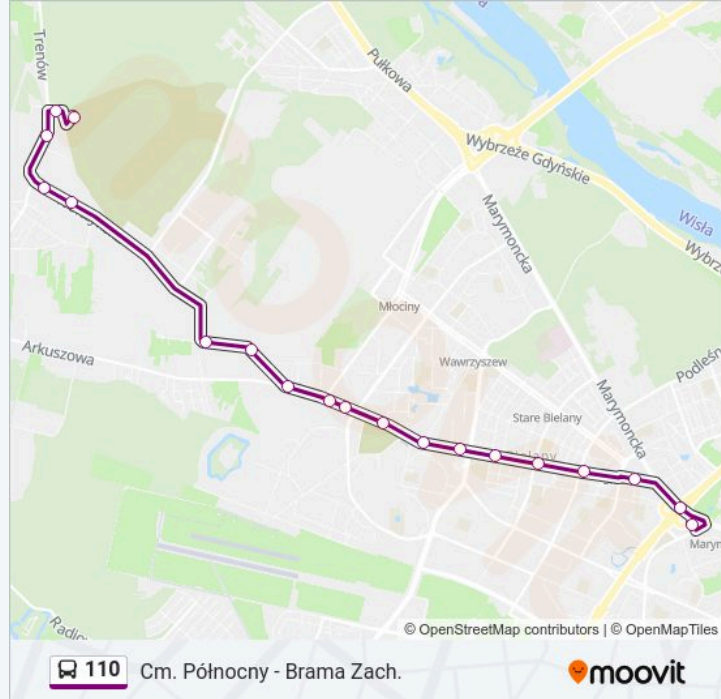 Trenów
Pułkowa
Wybrzeże Gdyńskie
Wisła
Marymoncka
Młociny
Arkuszowa
Wawrzyszew
Podleśn
Stare Bielany
Marymoncka
Marym
Radio
© OpenStreetMap contributors | © OpenMapTiles
110 Cm. Północny - Brama Zach.
moovit